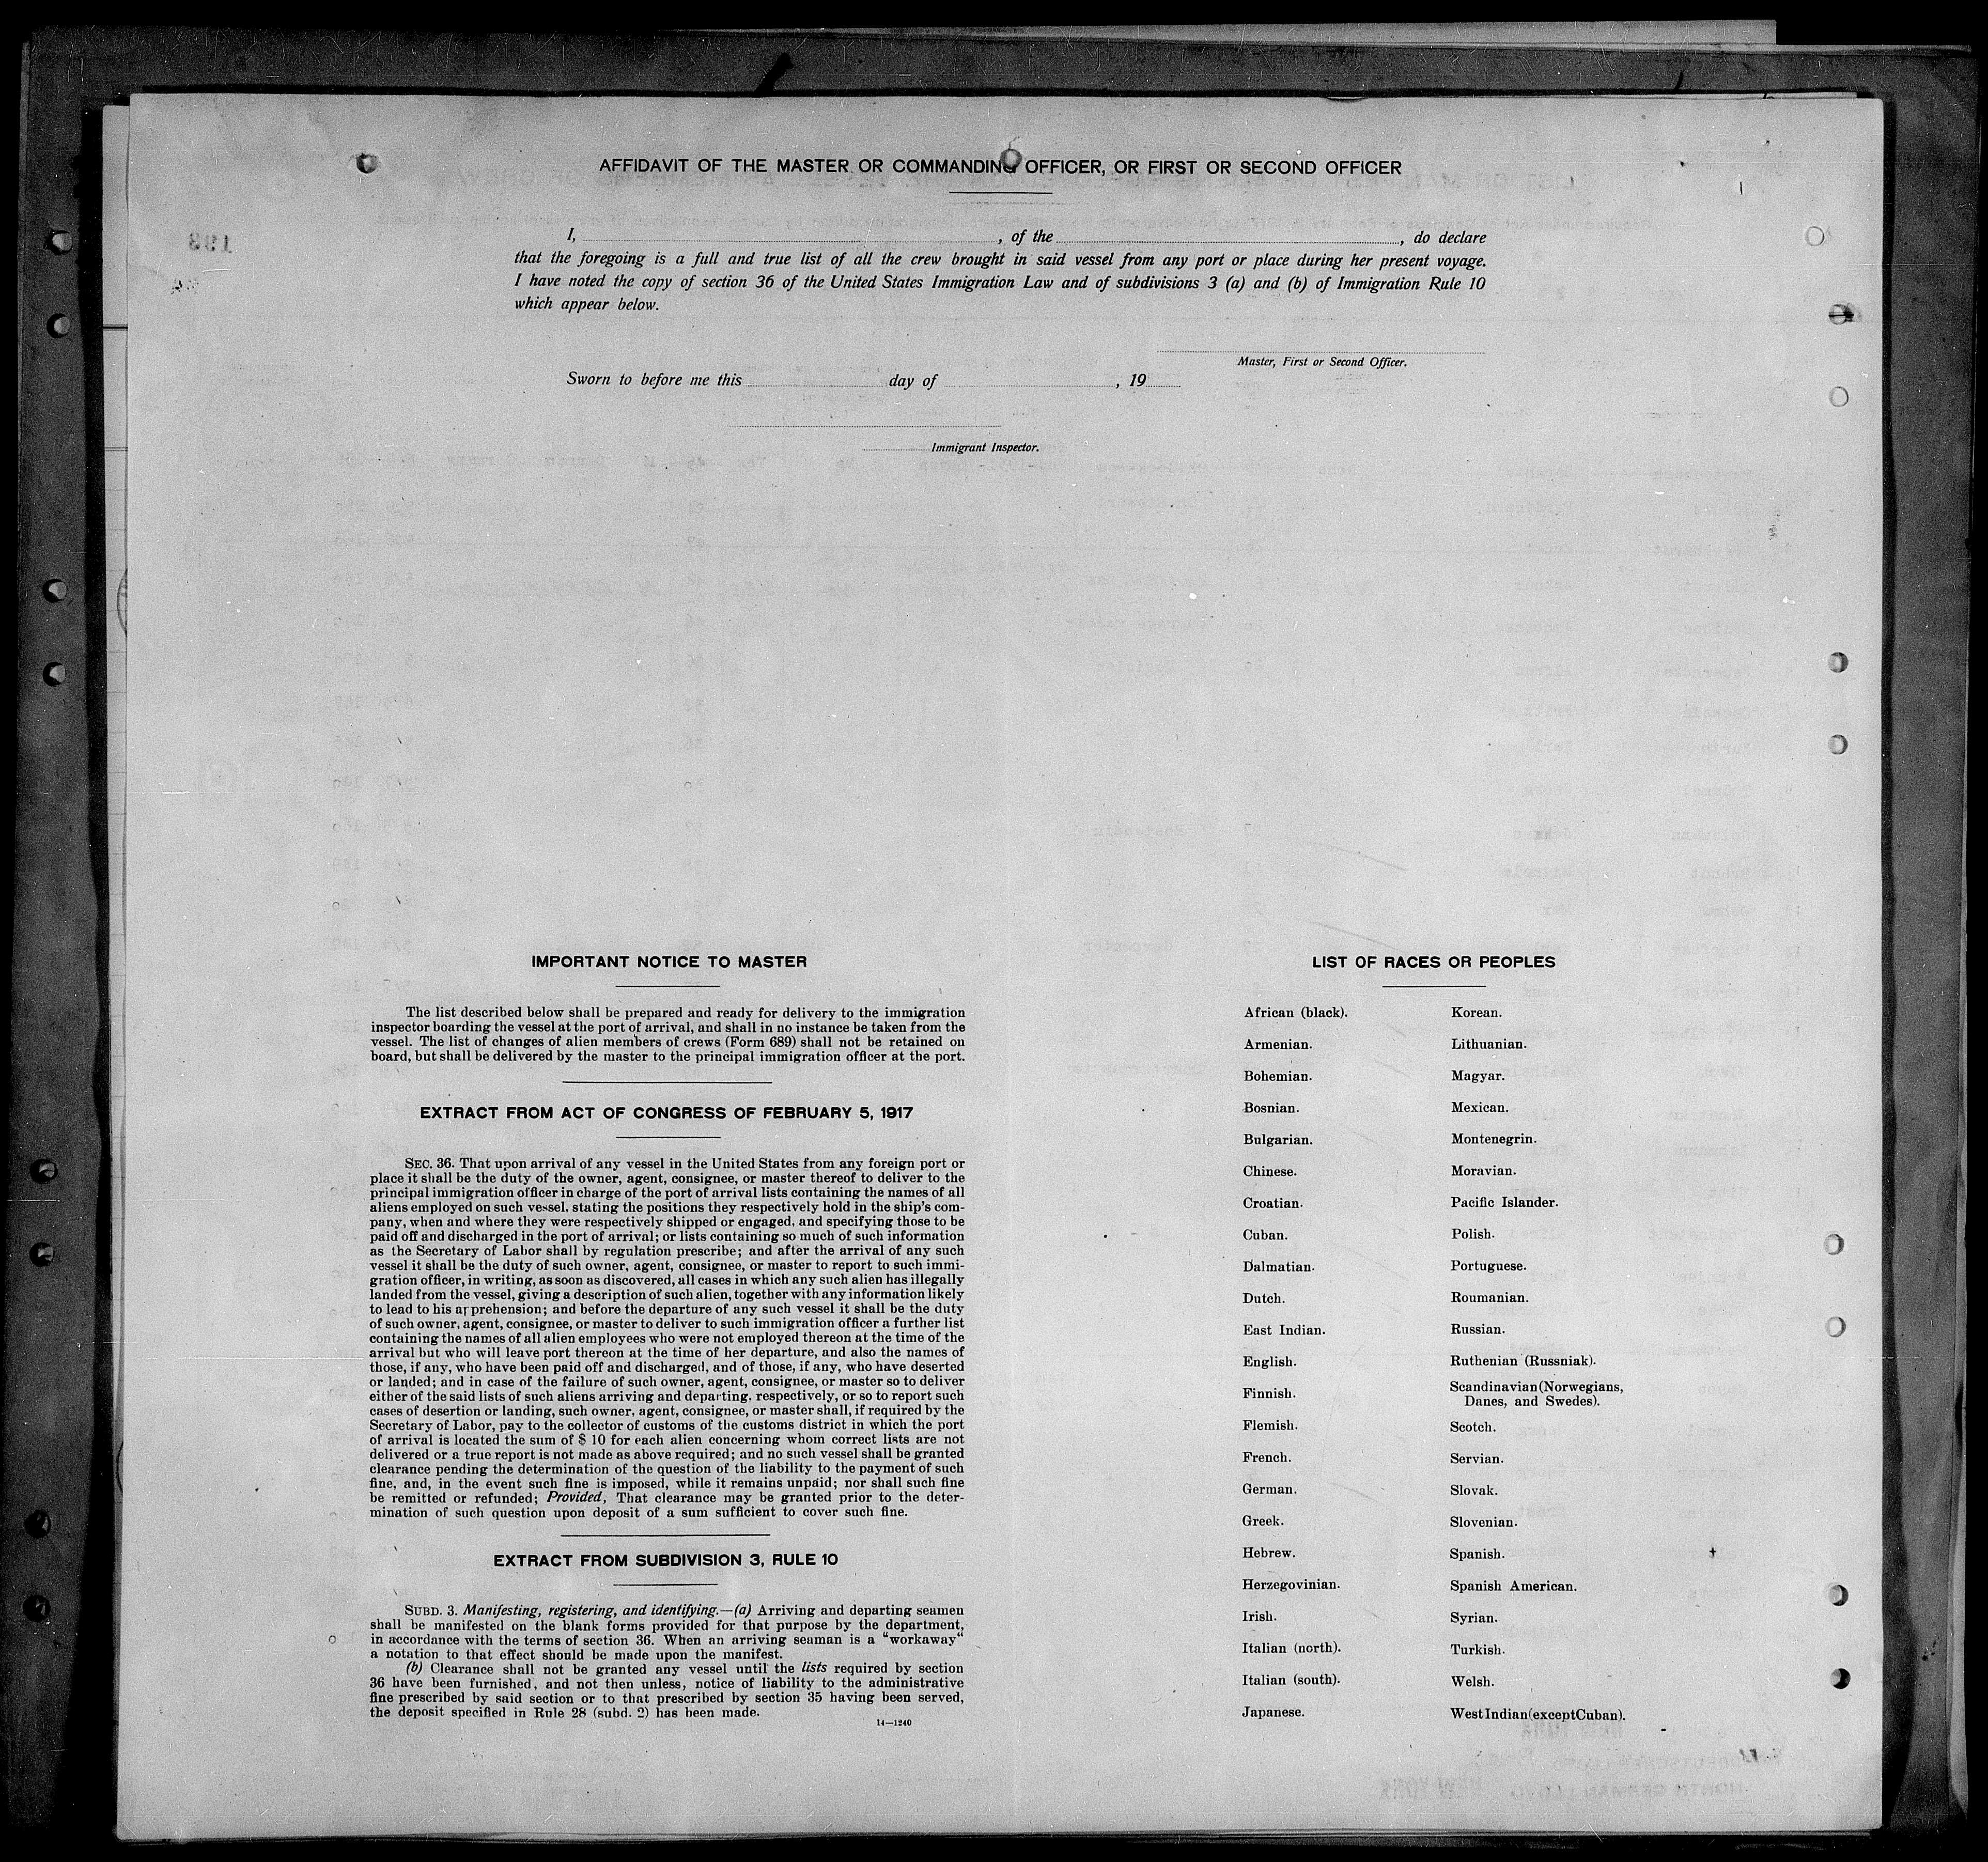 AFFIDAVIT OF THE MASTER OR COMMANDING OFFICER, OR FIRST OR SECOND OFFICER
I, , of the , do declare
that the foregoing is a full and true list of all the crew brought in said vessel from any port or place during her present voyage.
I have noted the copy of section 36 of the United States Immigration Law and of subdivisions 3 (a) and (b) of Immigration Rule 10
which appear below.
Master, First or Second Officer.
Sworn to before me this day of , 19
Immigrant Inspector.
IMPORTANT NOTICE TO MASTER
The list described below shall be prepared and ready for delivery to the immigration
inspector boarding the vessel at the port of arrival, and shall in no instance be taken from the
vessel. The list of changes of alien members of crews (Form 689) shall not be retained on
board, but shall be delivered by the master to the principal immigration officer at the port.
EXTRACT FROM ACT OF CONGRESS OF FEBRUARY 5, 1917
SEC. 36. That upon arrival of any vessel in the United States from any foreign port or
place it shall be the duty of the owner, agent, consignee, or master thereof to deliver to the
principal immigration officer in charge of the port of arrival lists containing the names of all
aliens employed on such vessel, stating the positions they respectively hold in the ship's com-
pany, when and where they were respectively shipped or engaged, and specifying those to be
paid off and discharged in the port of arrival; or lists containing so much of such information
as the Secretary of Labor shall by regulation prescribe; and after the arrival of any such
vessel it shall be the duty of such owner, agent, consignee, or master to report to such immi-
gration officer, in writing, as soon as discovered, all cases in which any such alien has illegally
landed from the vessel, giving a description of such alien, together with any information likely
to lead to his apprehension; and before the departure of any such vessel it shall be the duty
of such owner, agent, consignee, or master to deliver to such immigration officer a further list
containing the names of all alien employees who were not employed thereon at the time of the
arrival but who will leave port thereon at the time of her departure, and also the names of
those, if any, who have been paid off and discharged, and of those, if any, who have deserted
or landed; and in case of the failure of such owner, agent, consignee, or master so to deliver
either of the said lists of such aliens arriving and departing, respectively, or so to report such
cases of desertion or landing, such owner, agent, consignee, or master shall, if required by the
Secretary of Labor, pay to the collector of customs of the customs district in which the port
of arrival is located the sum of $ 10 for each alien concerning whom correct lists are not
delivered or a true report is not made as above required; and no such vessel shall be granted
clearance pending the determination of the question of the liability to the payment of such
fine, and, in the event such fine is imposed, while it remains unpaid; nor shall such fine
be remitted or refunded; Provided, That clearance may be granted prior to the deter-
mination of such question upon deposit of a sum sufficient to cover such fine.
EXTRACT FROM SUBDIVISION 3, RULE 10
SUBD. 3. Manifesting, registering, and identifying.—(a) Arriving and departing seamen
shall be manifested on the blank forms provided for that purpose by the department,
in accordance with the terms of section 36. When an arriving seaman is a "workaway"
a notation to that effect should be made upon the manifest.
(b) Clearance shall not be granted any vessel until the lists required by section
36 have been furnished, and not then unless, notice of liability to the administrative
fine prescribed by said section or to that prescribed by section 35 having been served,
the deposit specified in Rule 28 (subd. 2) has been made.
14—1240
LIST OF RACES OR PEOPLES
African (black). Korean.
Armenian. Lithuanian.
Bohemian. Magyar.
Bosnian. Mexican.
Bulgarian. Montenegrin.
Chinese. Moravian.
Croatian. Pacific Islander.
Cuban. Polish.
Dalmatian. Portuguese.
Dutch. Roumanian.
East Indian. Russian.
English. Ruthenian (Russniak).
Finnish. Scandinavian (Norwegians,
Danes, and Swedes).
Flemish. Scotch.
French. Servian.
German. Slovak.
Greek. Slovenian.
Hebrew. Spanish.
Herzegovinian. Spanish American.
Irish. Syrian.
Italian (north). Turkish.
Italian (south). Welsh.
Japanese. West Indian (except Cuban).